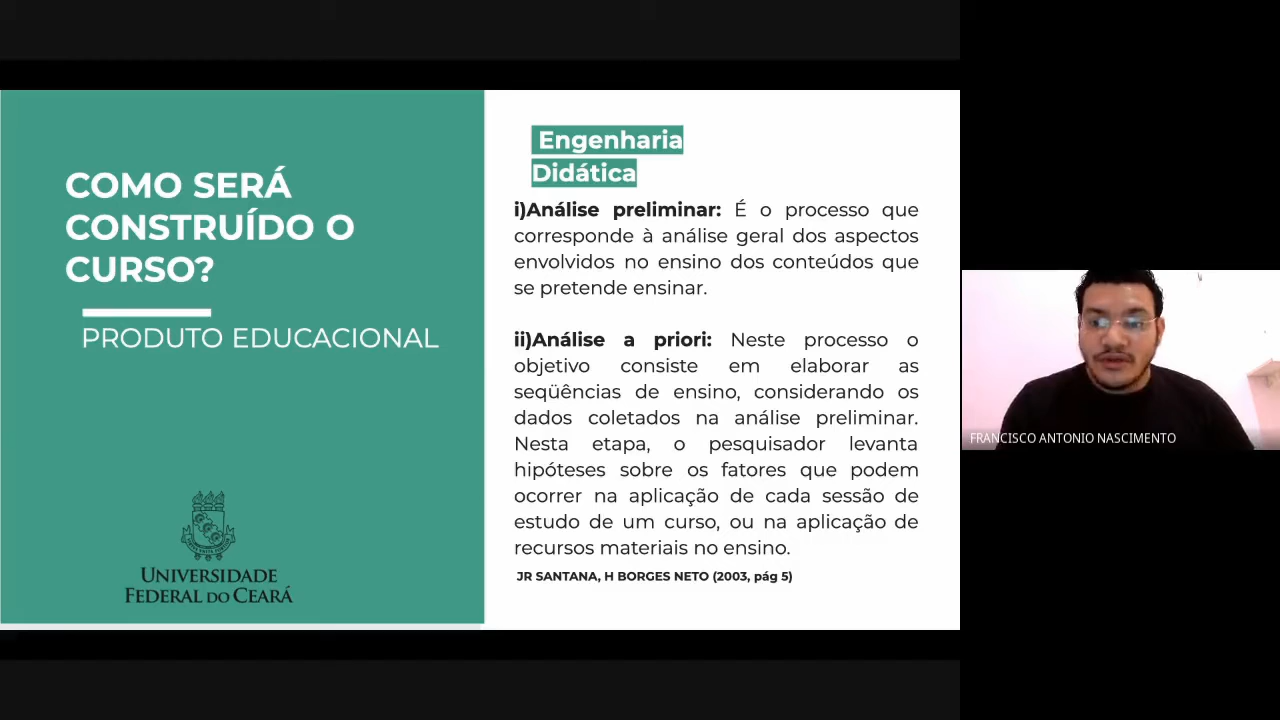 COMO SERÁ
CONSTRUÍDO O
CURSO?
PRODUTO EDUCACIONAL
UNIVERSIDADE
FEDERAL DO CEARÁ
Engenharia
Didática
i)Análise preliminar: É o processo que
corresponde à análise geral dos aspectos
envolvidos no ensino dos conteúdos que
se pretende ensinar.
ii)Análise a priori: Neste processo o
objetivo consiste em elaborar as
seqüências de ensino, considerando os
dados coletados na análise preliminar.
Nesta etapa, o pesquisador levanta
hipóteses sobre os fatores que podem
ocorrer na aplicação de cada sessão de
estudo de um curso, ou na aplicação de
recursos materiais no ensino.
JR SANTANA, H BORGES NETO (2003, pág 5)
FRANCISCO ANTONIO NASCIMENTO